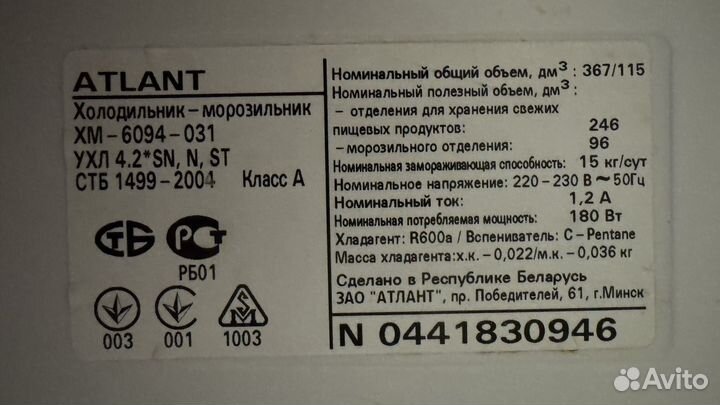 ATLANT
Холодильник – морозильник
ХМ – 6094 – 031
УХЛ 4.2*SN, N, ST
СТБ 1499 – 2004 Класс А
СТБ
РСТ
РБ01
003 001 1003
Номинальный общий объем, дм³ : 367/115
Номинальный полезный объем, дм³ :
– отделения для хранения свежих
пищевых продуктов: 246
– морозильного отделения: 96
Номинальная замораживающая способность: 15 кг/сут
Номинальное напряжение: 220 – 230 В ~ 50Гц
Номинальный ток: 1,2 А
Номинальная потребляемая мощность: 180 Вт
Хладагент: R600a / Вспениватель: C – Pentane
Масса хладагента: х.к. – 0,022/м.к. – 0,036 кг
Сделано в Республике Беларусь
ЗАО "АТЛАНТ", пр. Победителей, 61, г.Минск
N 0441830946
Avito